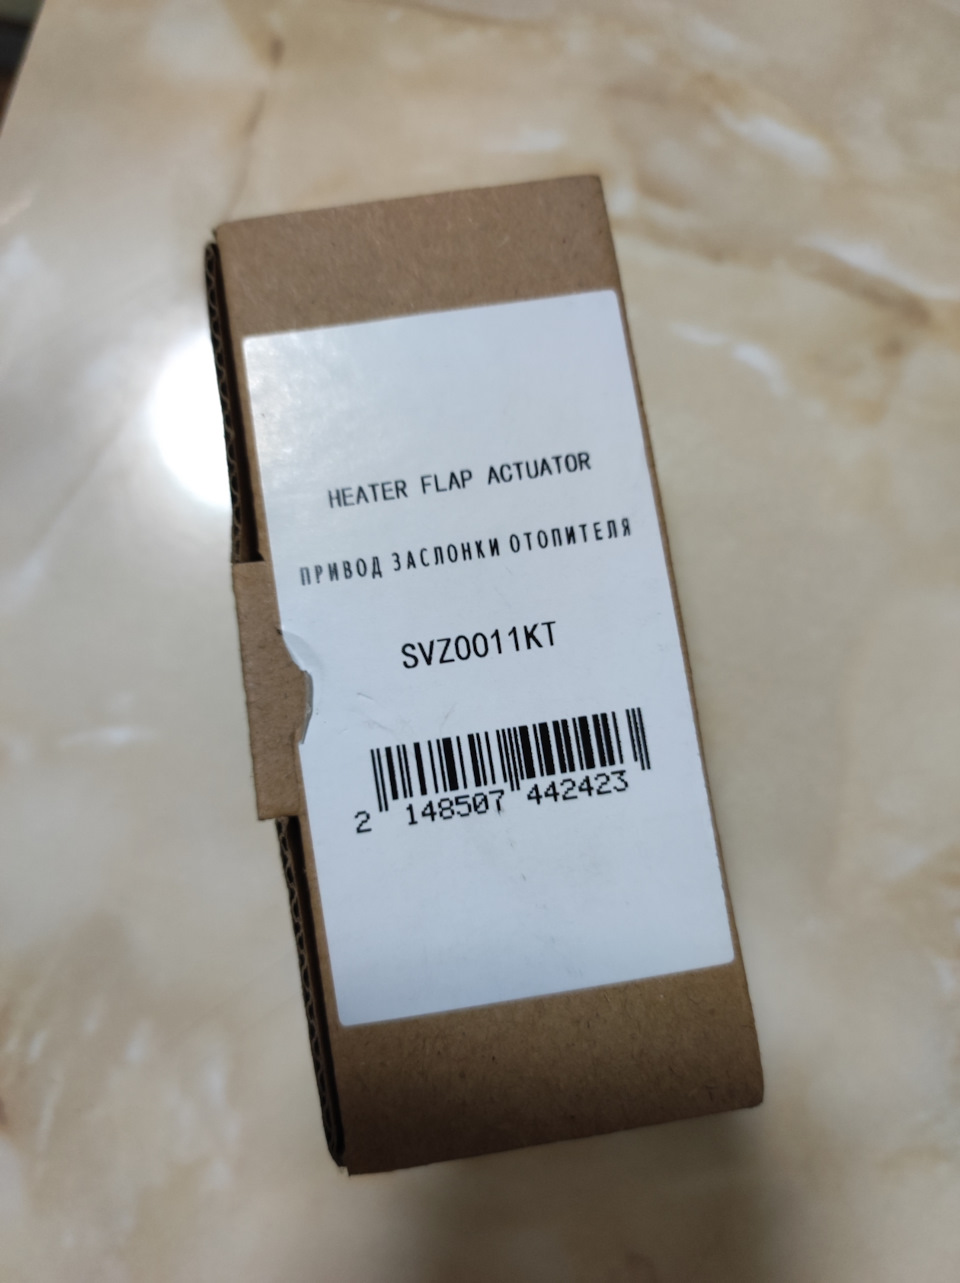 HEATER FLAP ACTUATOR
ПРИВОД ЗАСЛОНКИ ОТОПИТЕЛЯ
SVZ0011KT
2 148507 442423